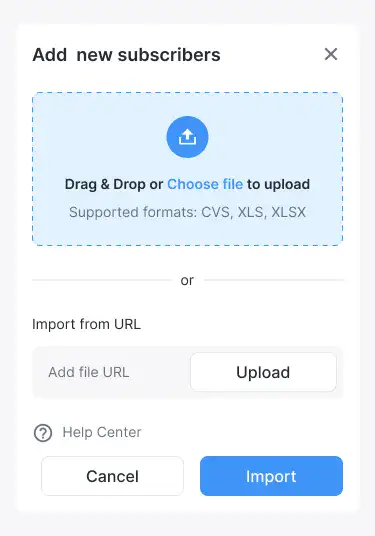 Add new subscribers
Drag & Drop or Choose file to upload
Supported formats: CVS, XLS, XLSX
or
Import from URL
Add file URL
Upload
Help Center
Cancel
Import